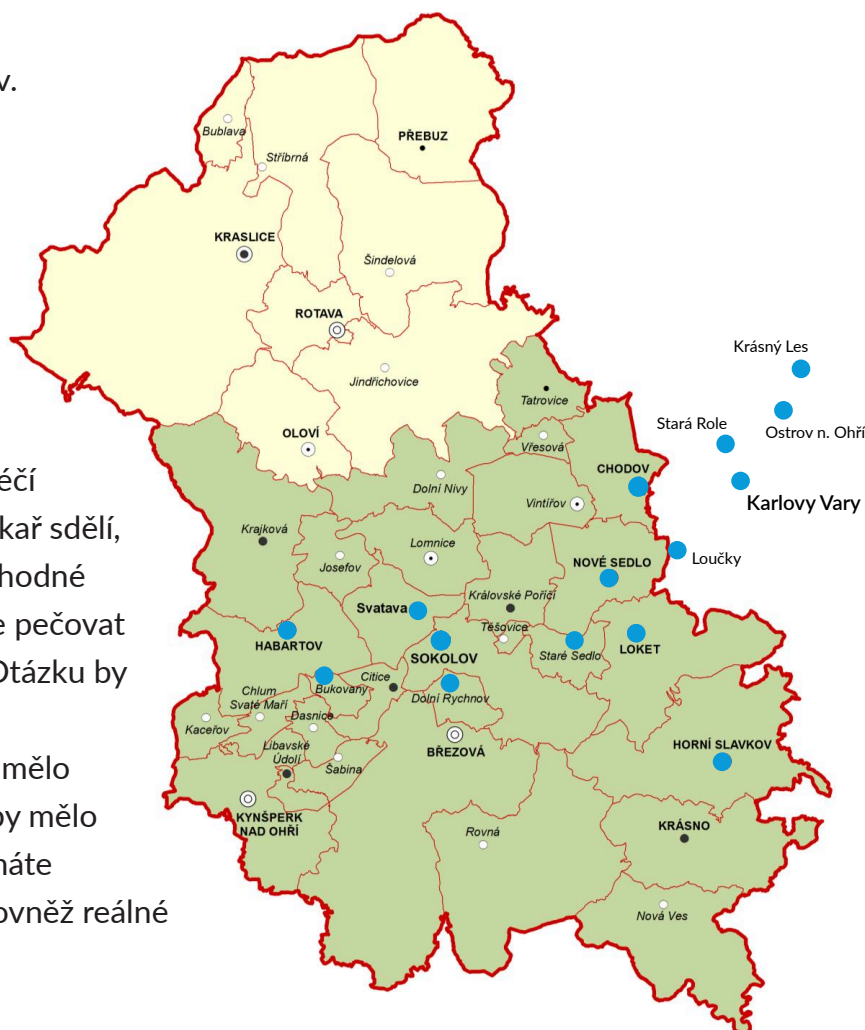 v.
Bublava
PŘEBUZ
Stříbrná
KRASLICE
Šindelová
ROTAVA
Krásný Les
Jindřichovice
Tatrovice
Ostrov n. Ohří
Stará Role
OLOVÍ
Vřesová
CHODOV
éčí
Dolní Nivy
Karlovy Vary
Vintířov
kař sdělí,
Krajková
Lomnice
Josefov
NOVÉ SEDLO
Loučky
hodné
Královské Poříčí
Svatava
e pečovat
Těšovice
HABARTOV
SOKOLOV
Staré Sedlo
LOKET
Otázku by
Citice
Bukovany
Chlum
Svaté Maří
Dolní Rychnov
Dasnice
Kaceřov
Libavské
Údolí
BŘEZOVÁ
HORNÍ SLAVKOV
mělo
Šabina
by mělo
KYNŠPERK
NAD OHŘÍ
Rovná
KRÁSNO
náte
ovněž reálné
Nová Ves